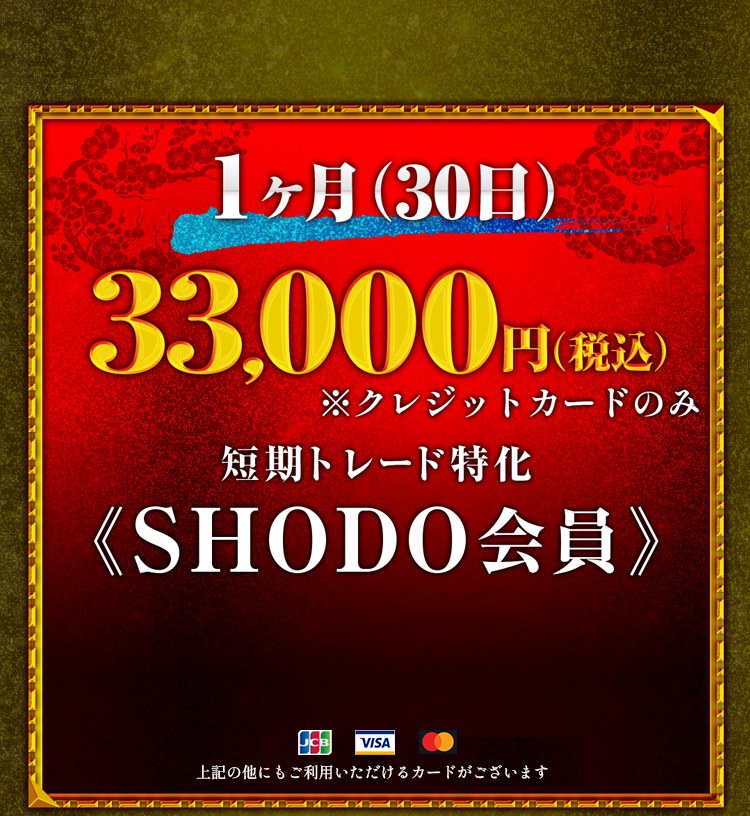 1ヶ月（30日）
33,000円（税込）
※クレジットカードのみ
短期トレード特化
《SHODO会員》
JCB VISA
上記の他にもご利用いただけるカードがございます